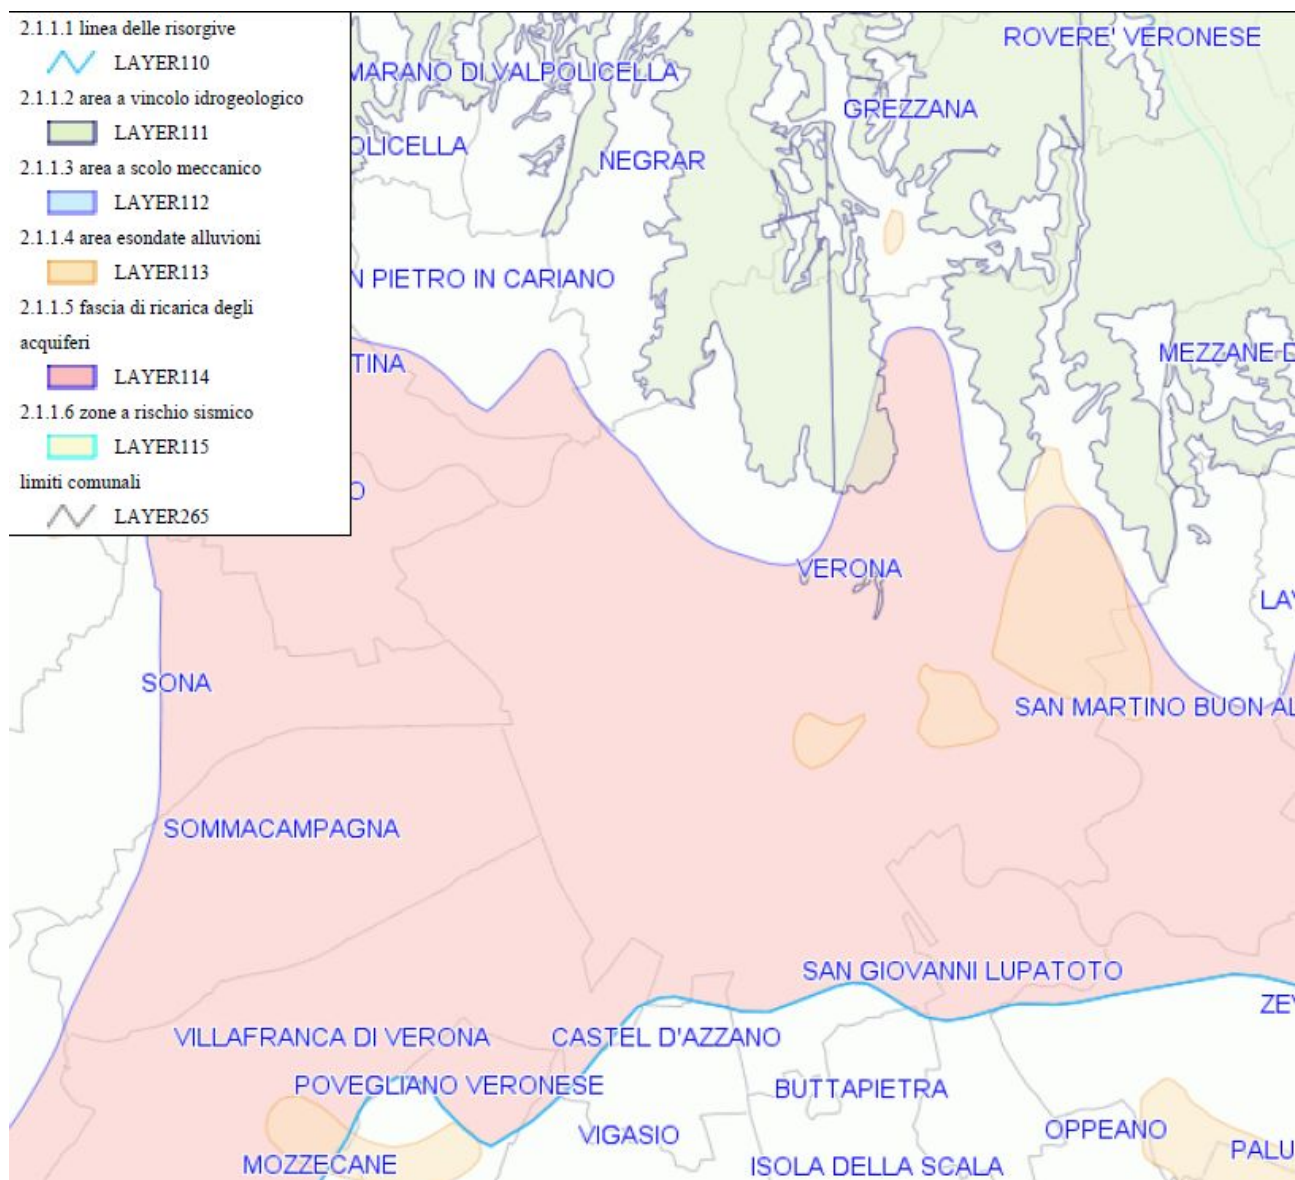 2.1.1.1 linea delle risorgive
LAYER110
2.1.1.2 area a vincolo idrogeologico
LAYER111
2.1.1.3 area a scolo meccanico
LAYER112
2.1.1.4 area esondate alluvioni
LAYER113
2.1.1.5 fascia di ricarica degli
acquiferi
LAYER114
2.1.1.6 zone a rischio sismico
LAYER115
limiti comunali
LAYER265
ROVERE' VERONESE
MARANO DI VALPOLICELLA
GREZZANA
OLICELLA
NEGRAR
N PIETRO IN CARIANO
TINA
MEZZANE D
O
VERONA
LAV
SONA
SAN MARTINO BUON AL
SOMMACAMPAGNA
SAN GIOVANNI LUPATOTO
ZEV
VILLAFRANCA DI VERONA
CASTEL D'AZZANO
POVEGLIANO VERONESE
BUTTAPIETRA
VIGASIO
OPPEANO
PALU
MOZZECANE
ISOLA DELLA SCALA